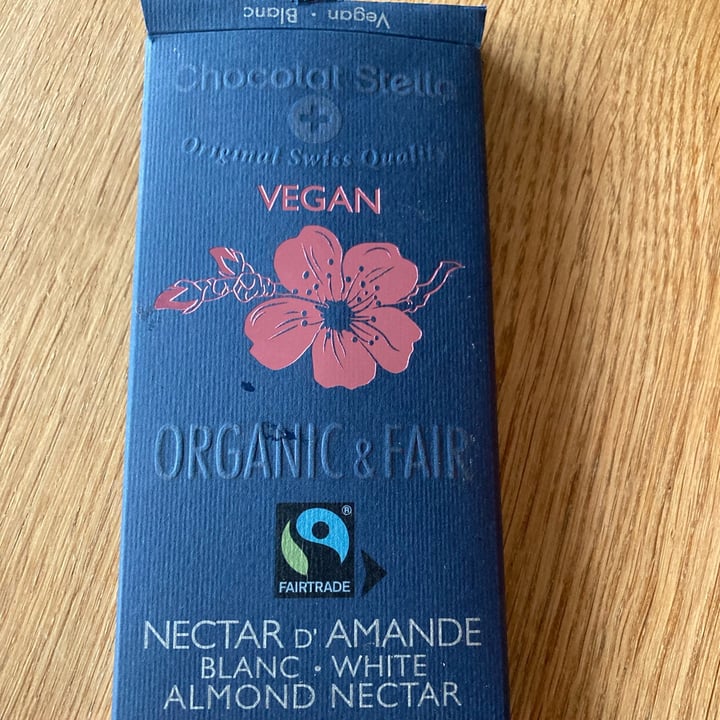 Vegan · Blanc
Chocolat Stella
Original Swiss Quality
VEGAN
ORGANIC & FAIR
®
FAIRTRADE
NECTAR D' AMANDE
BLANC · WHITE
ALMOND NECTAR